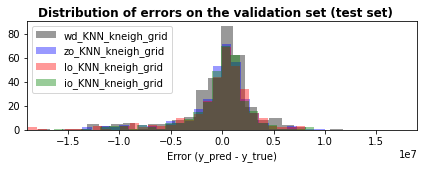 Distribution of errors on the validation set (test set)
80
60
40
20
0
wd_KNN_kneigh_grid
zo_KNN_kneigh_grid
lo_KNN_kneigh_grid
io_KNN_kneigh_grid
−1.5 −1.0 −0.5 0.0 0.5 1.0 1.5
Error (y_pred - y_true)
1e7